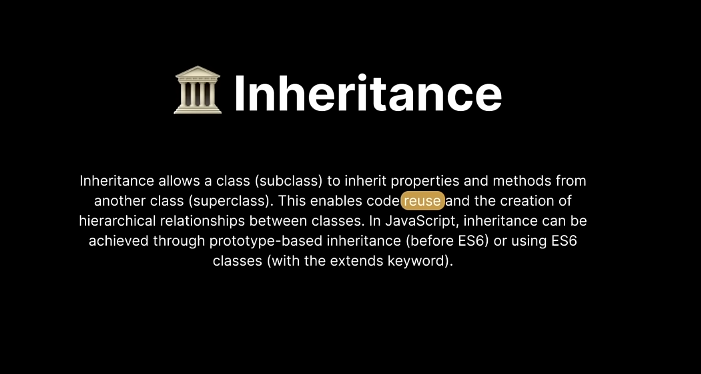 Inheritance
Inheritance allows a class (subclass) to inherit properties and methods from
another class (superclass). This enables code reuse and the creation of
hierarchical relationships between classes. In JavaScript, inheritance can be
achieved through prototype-based inheritance (before ES6) or using ES6
classes (with the extends keyword).